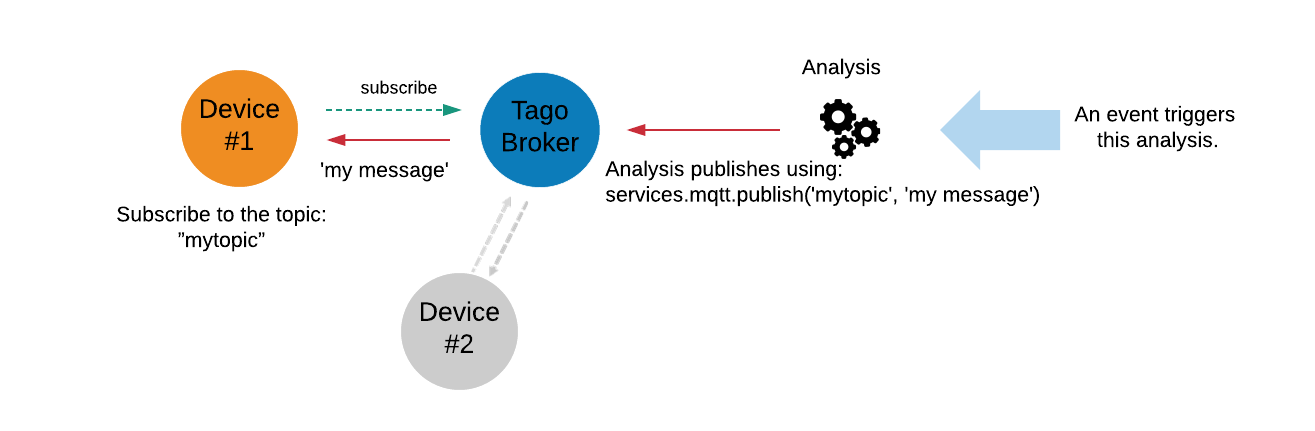 Device
#1
subscribe
'my message'
Subscribe to the topic:
”mytopic”
Tago
Broker
Device
#2
Analysis
Analysis publishes using:
services.mqtt.publish('mytopic', 'my message')
An event triggers
this analysis.